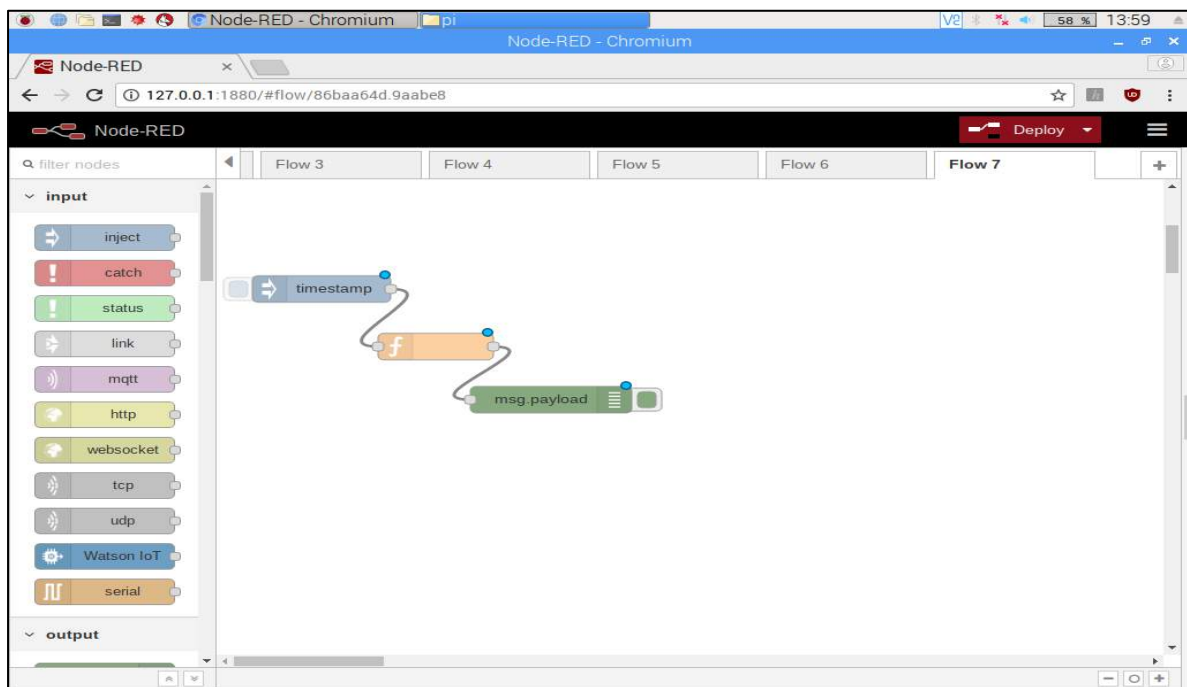 Node-RED - Chromium pi V2 58 % 13:59
Node-RED - Chromium
Node-RED
127.0.0.1:1880/#flow/86baa64d.9aabe8
Node-RED Deploy
filter nodes Flow 3 Flow 4 Flow 5 Flow 6 Flow 7
input
inject
catch
timestamp
status
link
f
mqtt
msg.payload
http
websocket
tcp
udp
Watson IoT
serial
output